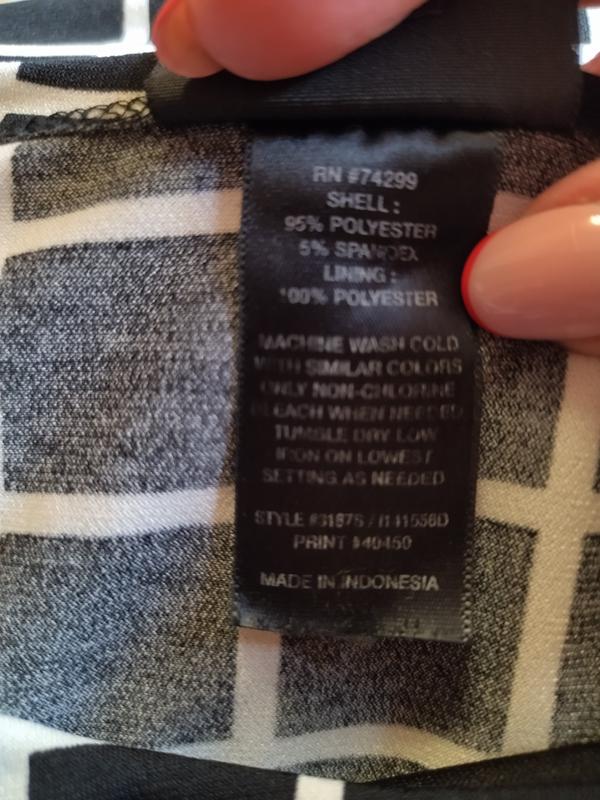 RN #74299
SHELL:
95% POLYESTER
5% SPANDEX
LINING:
100% POLYESTER
MACHINE WASH COLD
WITH SIMILAR COLORS
ONLY NON-CHLORINE
BLEACH WHEN NEEDED
TUMBLE DRY LOW
IRON ON LOWEST
SETTING AS NEEDED
STYLE
PRINT #40450
MADE IN INDONESIA